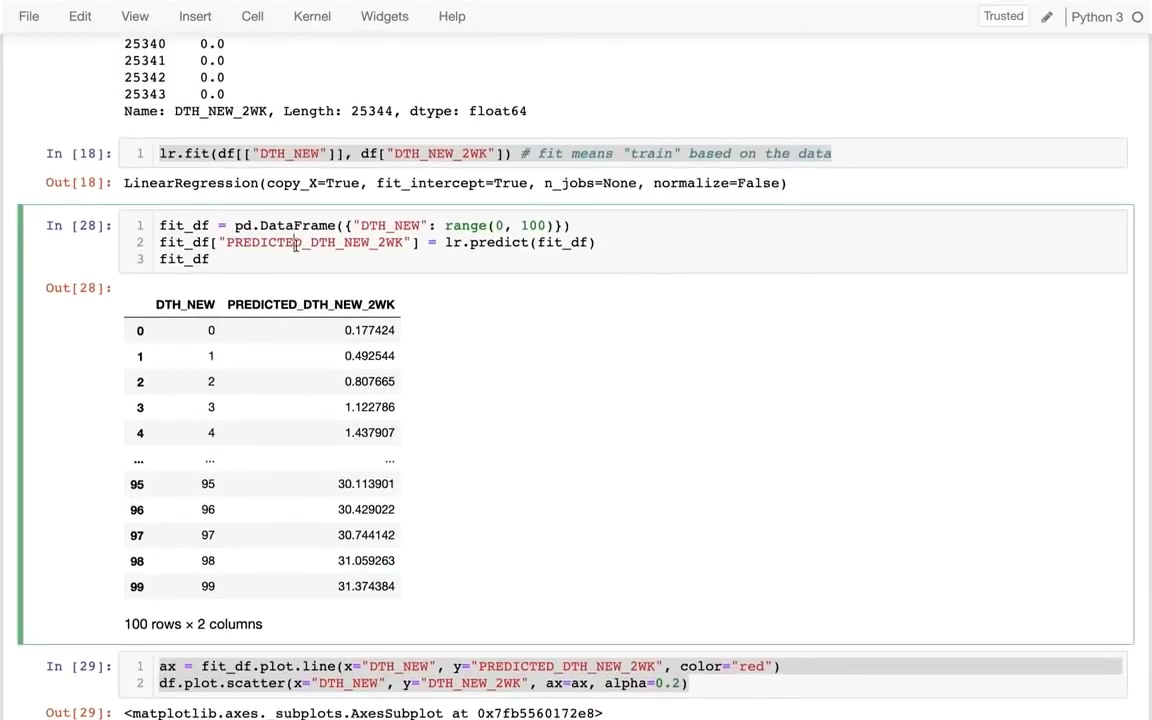 File Edit View Insert Cell Kernel Widgets Help Trusted Python 3
25340 0.0
25341 0.0
25342 0.0
25343 0.0
Name: DTH_NEW_2WK, Length: 25344, dtype: float64
In [18]: 1 lr.fit(df[["DTH_NEW"]], df["DTH_NEW_2WK"]) # fit means "train" based on the data
Out[18]: LinearRegression(copy_X=True, fit_intercept=True, n_jobs=None, normalize=False)
In [28]: 1 fit_df = pd.DataFrame({"DTH_NEW": range(0, 100)})
2 fit_df["PREDICTED_DTH_NEW_2WK"] = lr.predict(fit_df)
3 fit_df
Out[28]:
DTH_NEW PREDICTED_DTH_NEW_2WK
0 0 0.177424
1 1 0.492544
2 2 0.807665
3 3 1.122786
4 4 1.437907
... ... ...
95 95 30.113901
96 96 30.429022
97 97 30.744142
98 98 31.059263
99 99 31.374384
100 rows × 2 columns
In [29]: 1 ax = fit_df.plot.line(x="DTH_NEW", y="PREDICTED_DTH_NEW_2WK", color="red")
2 df.plot.scatter(x="DTH_NEW", y="DTH_NEW_2WK", ax=ax, alpha=0.2)
Out[29]: <matplotlib.axes._subplots.AxesSubplot at 0x7fb5560172e8>